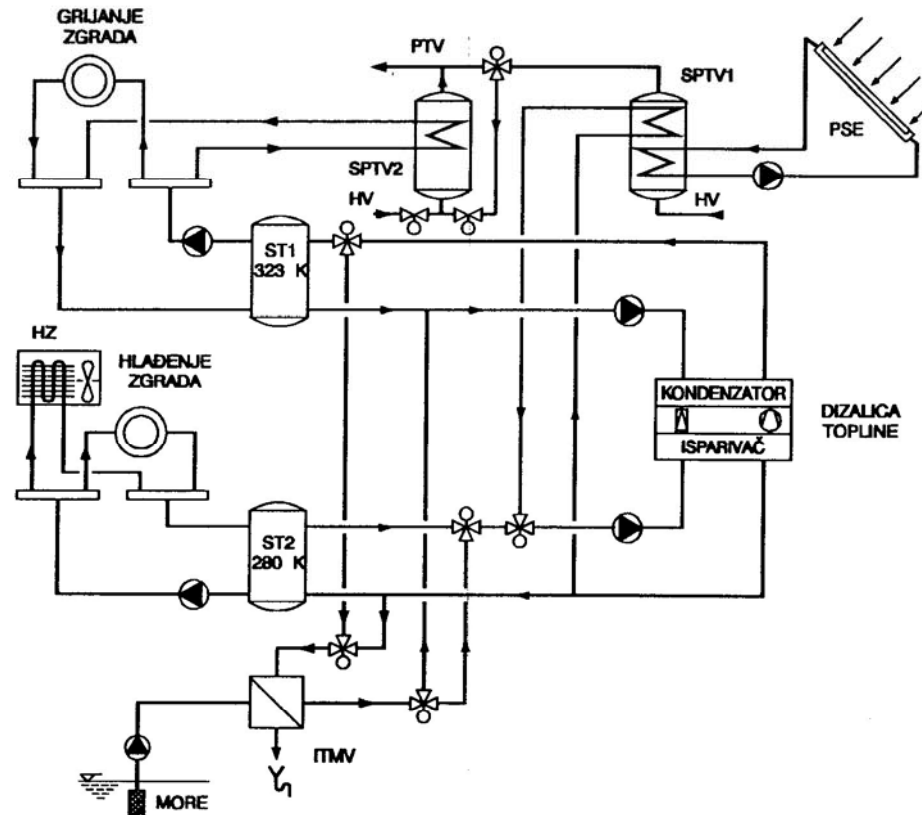 GRIJANJE
ZGRADA
PTV
SPTV1
PSE
SPTV2
HV
HV
ST1
323 K
HZ
HLAĐENJE
ZGRADA
KONDENZATOR
ISPARIVAČ
DIZALICA
TOPLINE
ST2
280 K
ITMV
MORE